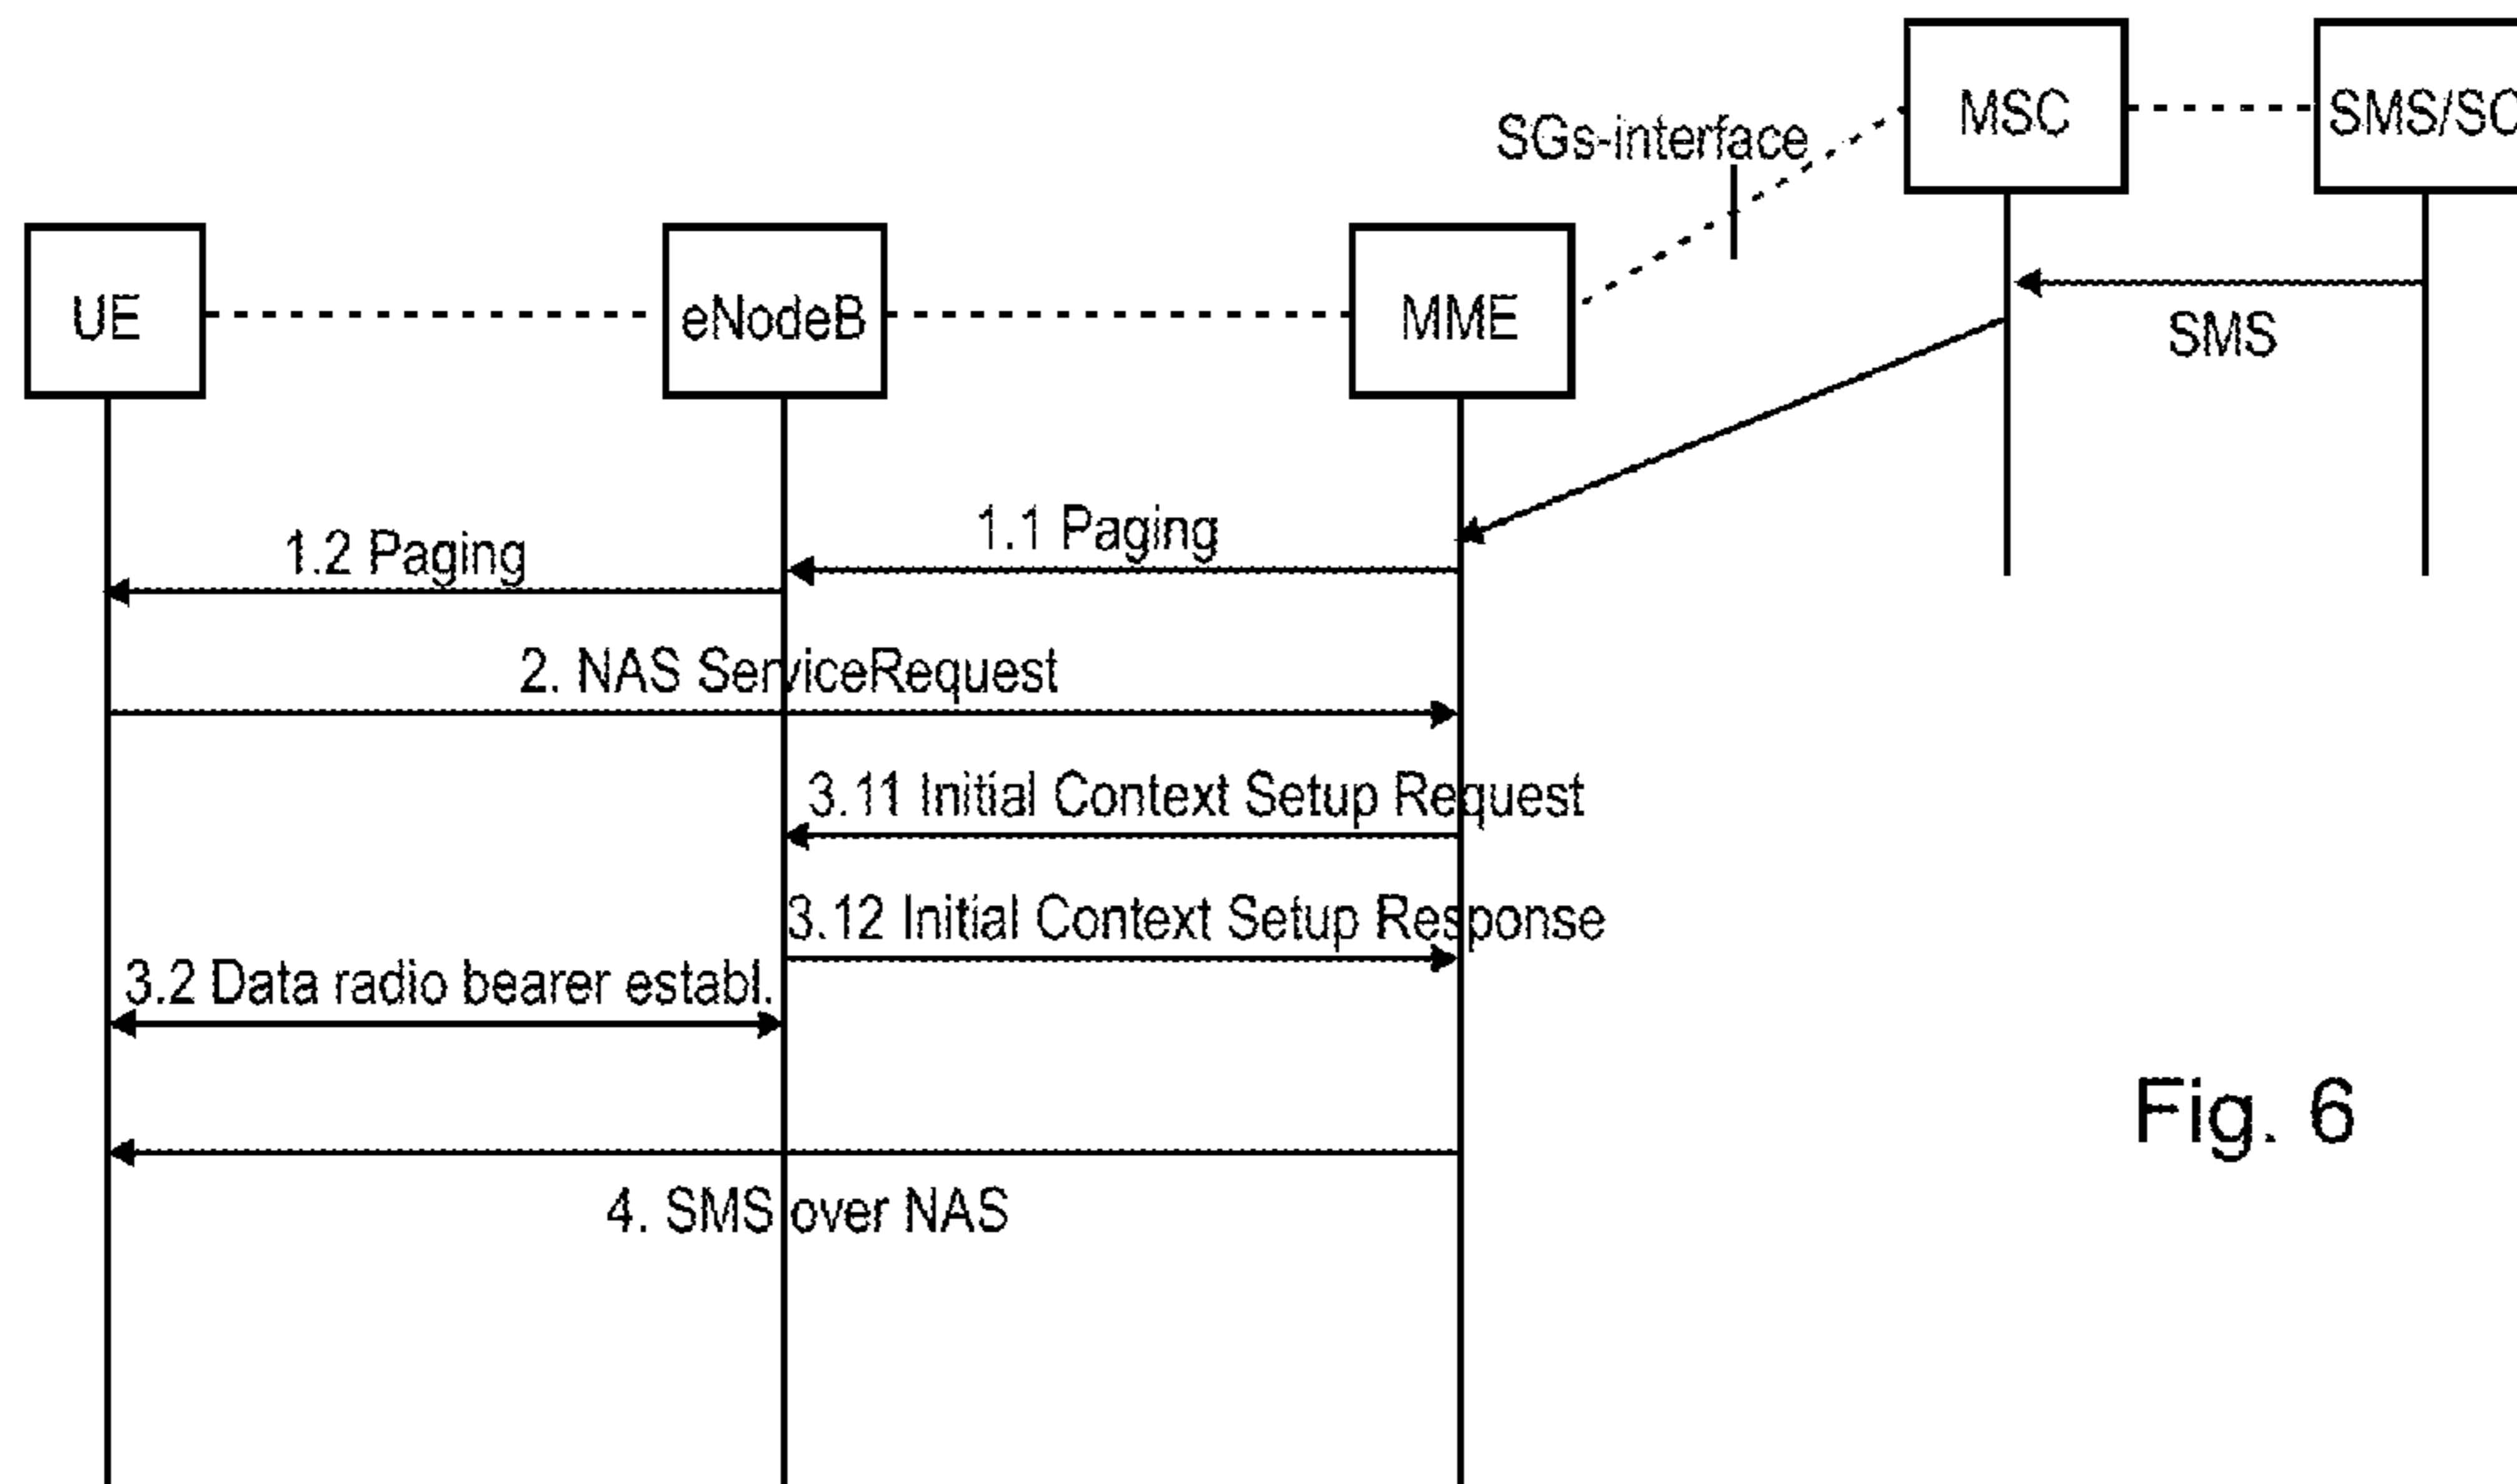 MSC
SMS/SC
SGs-interface
UE
eNodeB
MME
SMS
1.1 Paging
1.2 Paging
2. NAS ServiceRequest
3.11 Initial Context Setup Request
3.12 Initial Context Setup Response
3.2 Data radio bearer establ.
Fig. 6
4. SMS over NAS